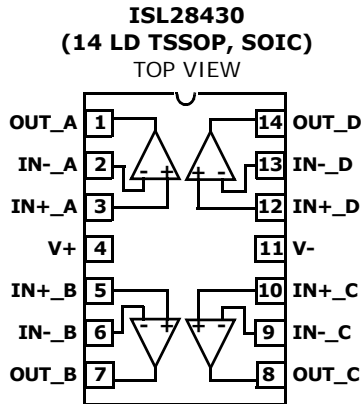 ISL28430
(14 LD TSSOP, SOIC)
TOP VIEW
OUT_A 1 14 OUT_D
IN-_A 2 - + + - 13 IN-_D
IN+_A 3 12 IN+_D
V+ 4 11 V-
IN+_B 5 10 IN+_C
IN-_B 6 - + + - 9 IN-_C
OUT_B 7 8 OUT_C